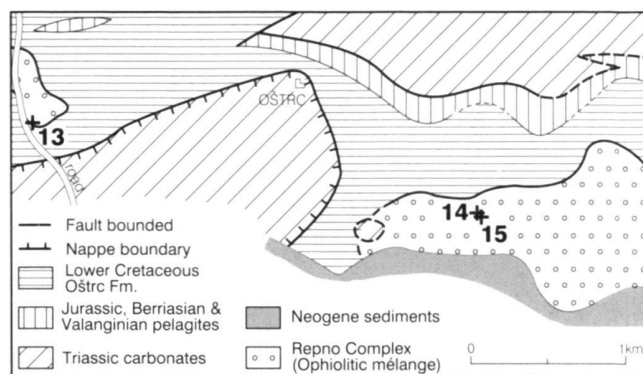 OŠTRC
13
road
14
15
Fault bounded
Nappe boundary
Lower Cretaceous
Oštrc Fm.
Jurassic, Berriasian &
Valanginian pelagites
Triassic carbonates
Neogene sediments
Repno Complex
(Ophiolitic mélange)
0 1km